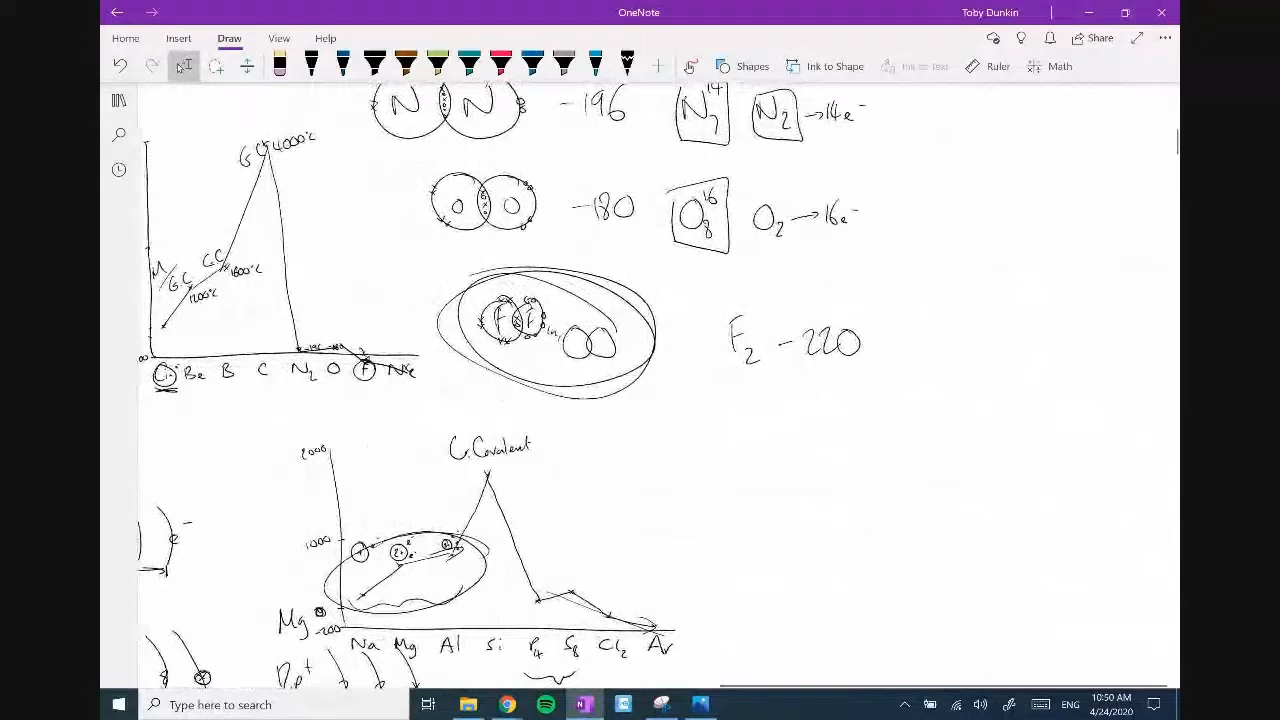 OneNote
Toby Dunkin
Home Insert Draw View Help
Share
Shapes Ink to Shape Ink to Text Ruler Math
N N -196 N 14 7 N2 →14e-
G C 4000°c
O O -180 O 16 8 O2 →16e-
M/G.C G.C
1800°c
1200°c
F F
F2 -220
Be B C N2 O F Ne
G.Covalent
2000
1000
e-
Mg
-200
Na Mg Al Si P4 S8 Cl2 Ar
Type here to search
ENG
10:50 AM
4/24/2020